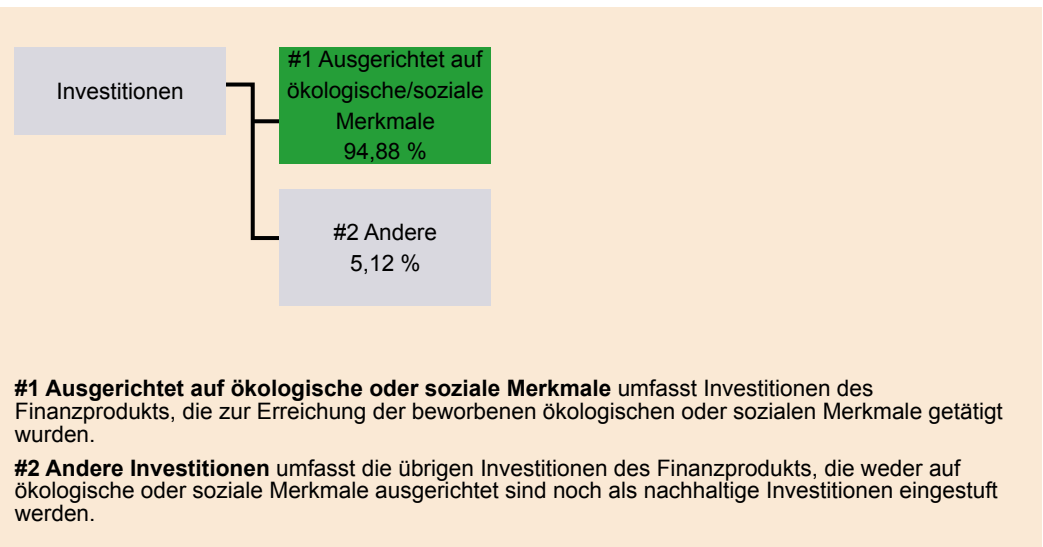 Investitionen
#1 Ausgerichtet auf
ökologische/soziale
Merkmale
94,88 %
#2 Andere
5,12 %
#1 Ausgerichtet auf ökologische oder soziale Merkmale umfasst Investitionen des
Finanzprodukts, die zur Erreichung der beworbenen ökologischen oder sozialen Merkmale getätigt
wurden.
#2 Andere Investitionen umfasst die übrigen Investitionen des Finanzprodukts, die weder auf
ökologische oder soziale Merkmale ausgerichtet sind noch als nachhaltige Investitionen eingestuft
werden.